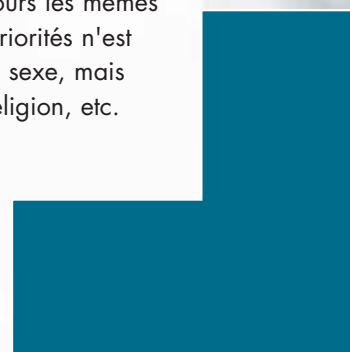 ours les mêmes
riorités n'est
sexe, mais
eligion, etc.